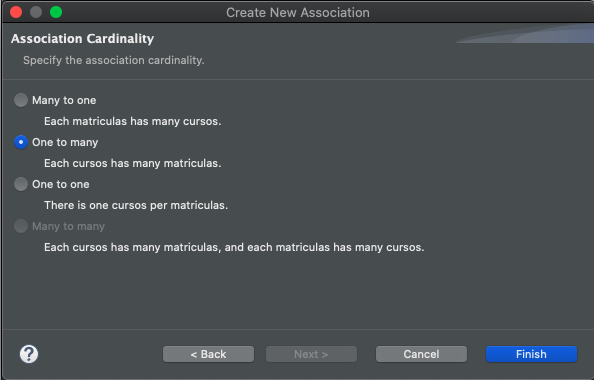 Create New Association
Association Cardinality
Specify the association cardinality.
Many to one
Each matriculas has many cursos.
One to many
Each cursos has many matriculas.
One to one
There is one cursos per matriculas.
Many to many
Each cursos has many matriculas, and each matriculas has many cursos.
? < Back Next > Cancel Finish